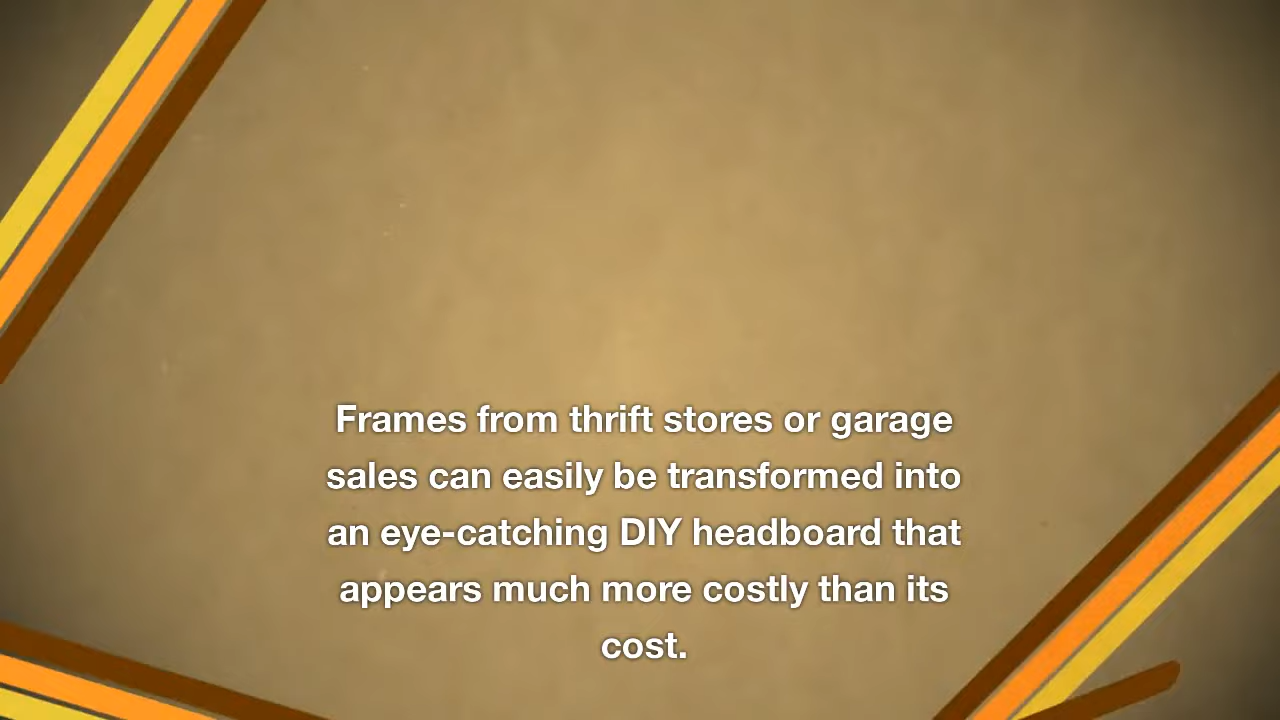 Frames from thrift stores or garage
sales can easily be transformed into
an eye-catching DIY headboard that
appears much more costly than its
cost.